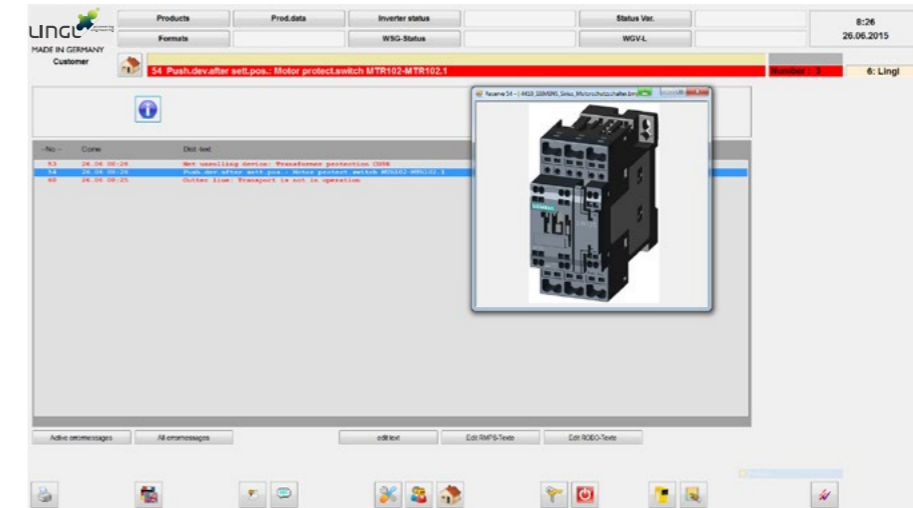 Products Prod.data Inverter status Status Var.
Formats WSG-Status WGV-L
8:26
26.06.2015
LINGL
MADE IN GERMANY
Customer
54 Push.dev.after sett.pos.: Motor protect.switch MTR102-MTR102.1
Number : 3
6: Lingl
-No - Come Dist-text
53 26.06 08:26 Net unrolling device: Transformer protection
54 26.06 08:26 Push.dev.after sett.pos.: Motor protect.switch MTR102-MTR102.1
60 26.06 08:25 Transport is not in operation
SIEMENS
Active errormessages All errormessages edit text Edit RMPS-Texte Edit ROBO-Texte